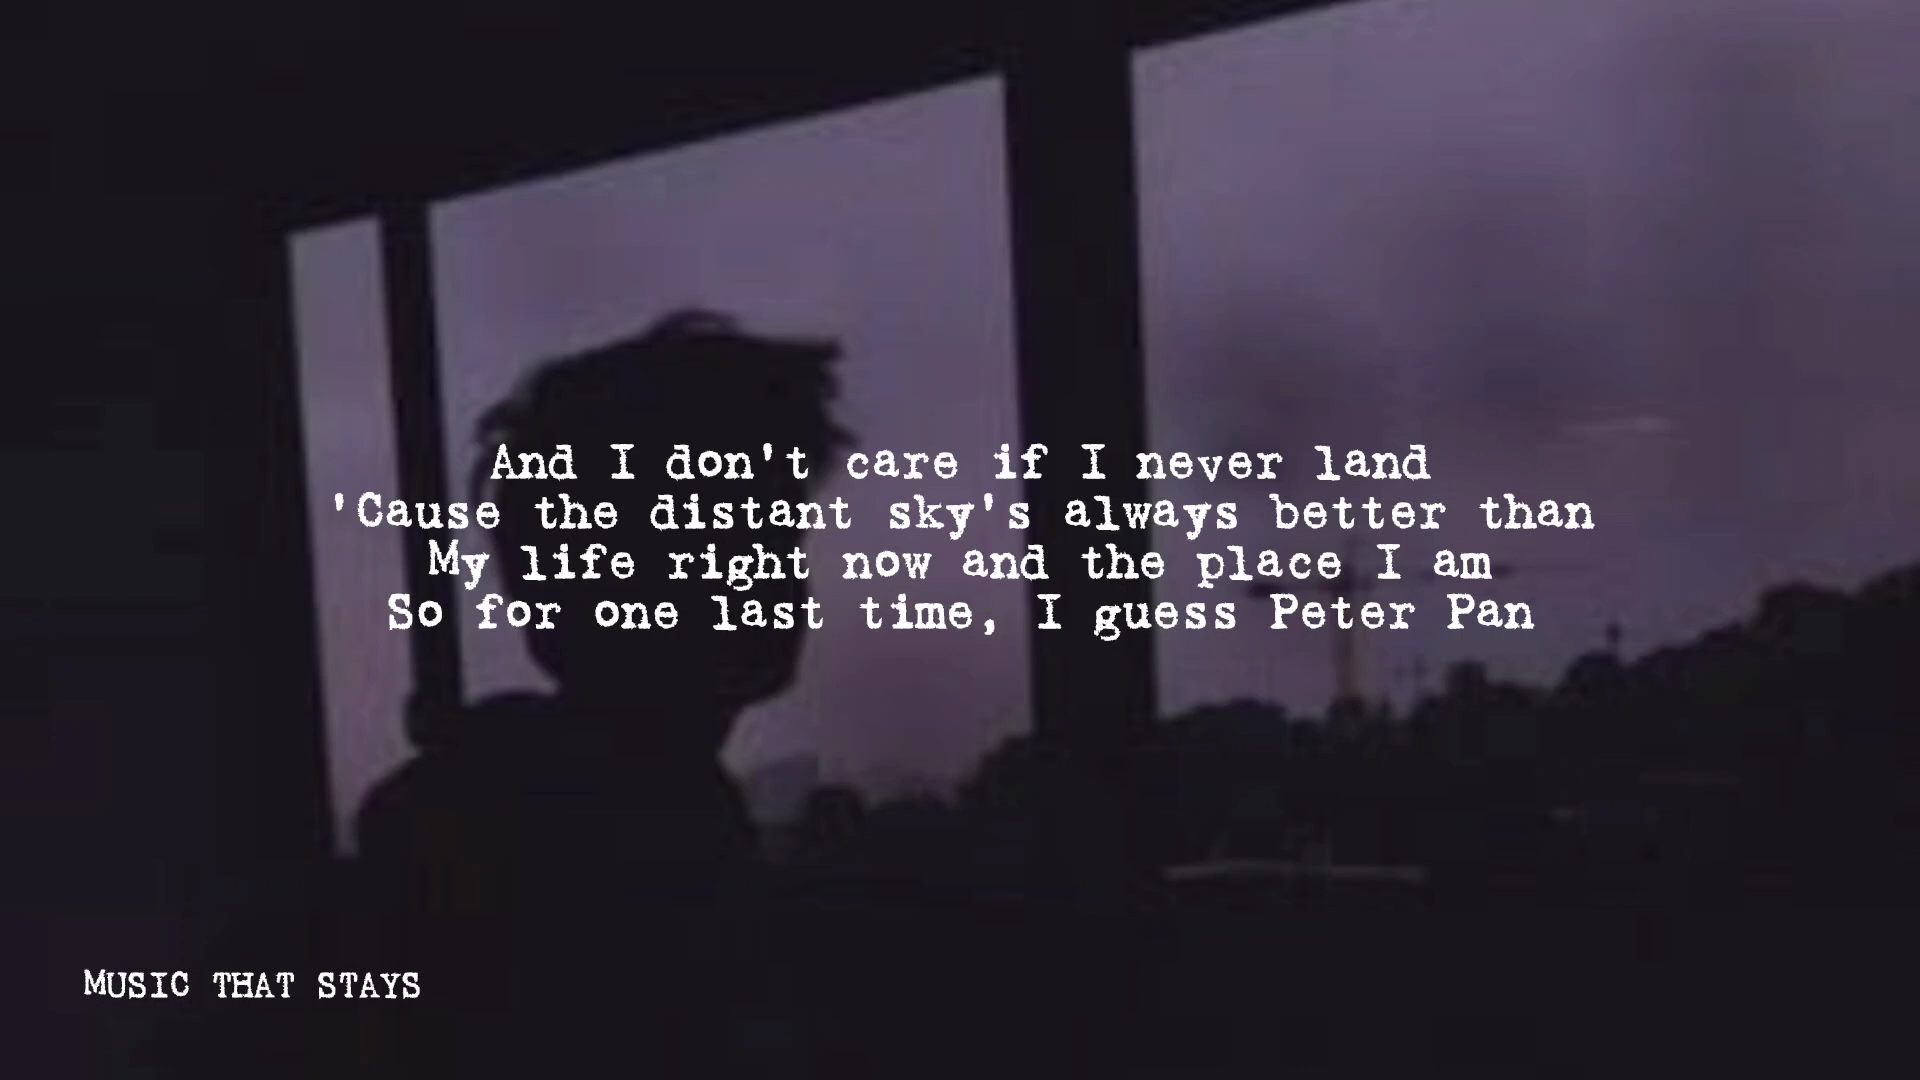 And I don't care if I never land
'Cause the distant sky's always better than
My life right now and the place I am
So for one last time, I guess Peter Pan
MUSIC THAT STAYS